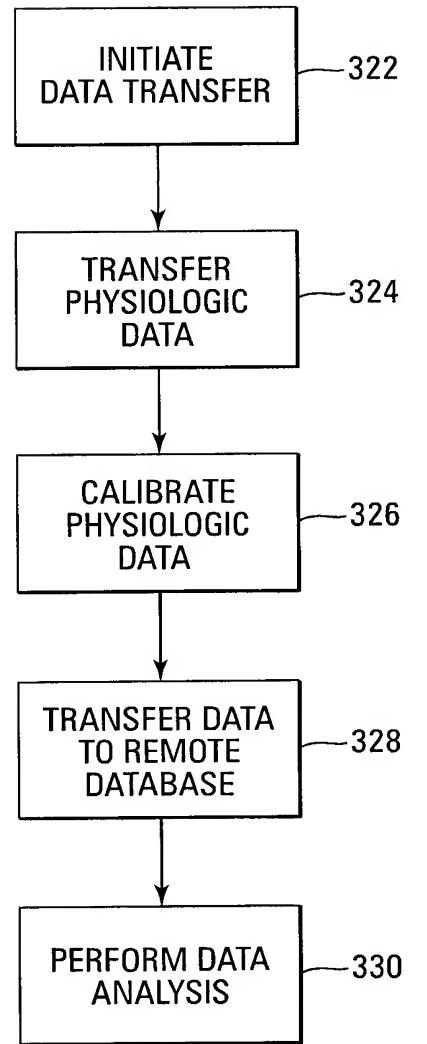 INITIATE
DATA TRANSFER
322
TRANSFER
PHYSIOLOGIC
DATA
324
CALIBRATE
PHYSIOLOGIC
DATA
326
TRANSFER DATA
TO REMOTE
DATABASE
328
PERFORM DATA
ANALYSIS
330